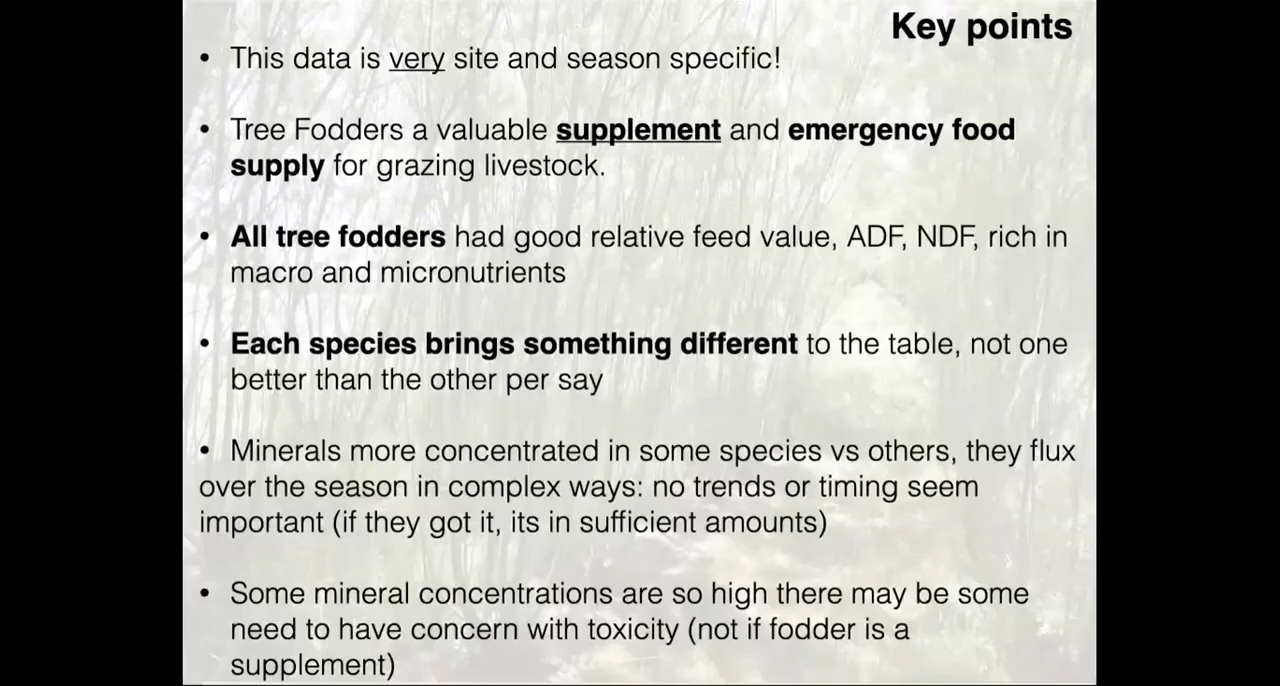 Key points
• This data is very site and season specific!
• Tree Fodders a valuable supplement and emergency food
supply for grazing livestock.
• All tree fodders had good relative feed value, ADF, NDF, rich in
macro and micronutrients
• Each species brings something different to the table, not one
better than the other per say
• Minerals more concentrated in some species vs others, they flux
over the season in complex ways: no trends or timing seem
important (if they got it, its in sufficient amounts)
• Some mineral concentrations are so high there may be some
need to have concern with toxicity (not if fodder is a
supplement)